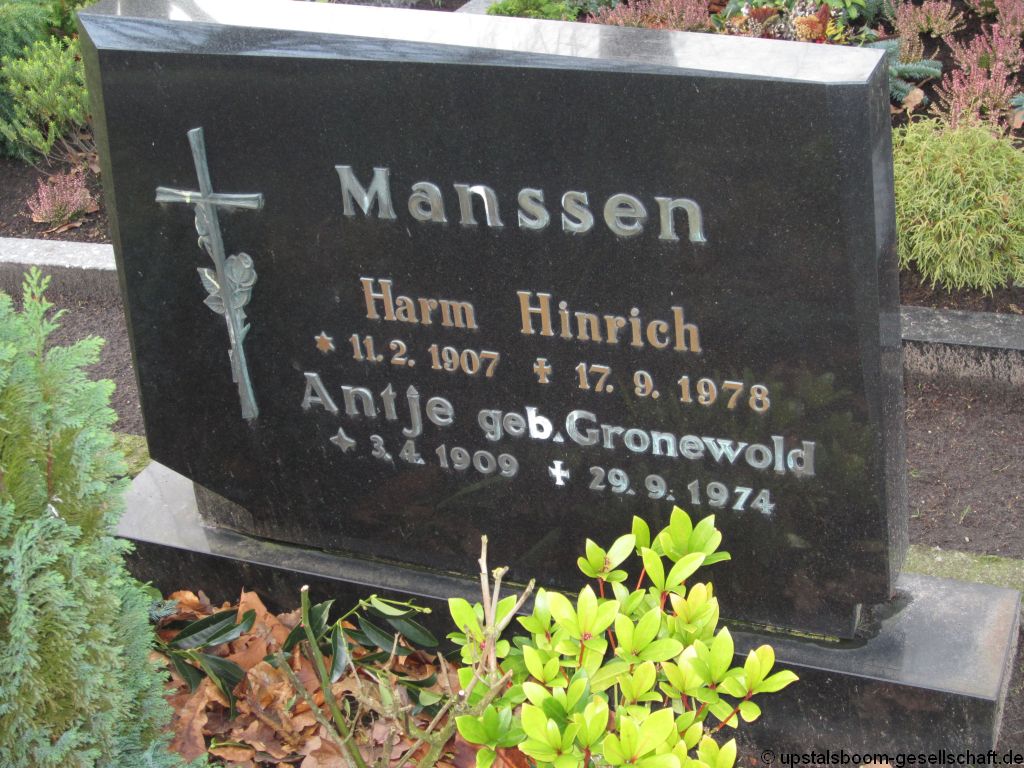 Manssen
Harm Hinrich
* 11. 2. 1907 ✝ 17. 9. 1978
Antje geb. Gronewold
* 3. 4. 1909 ✝ 29. 9. 1974
© upstalsboom-gesellschaft.de